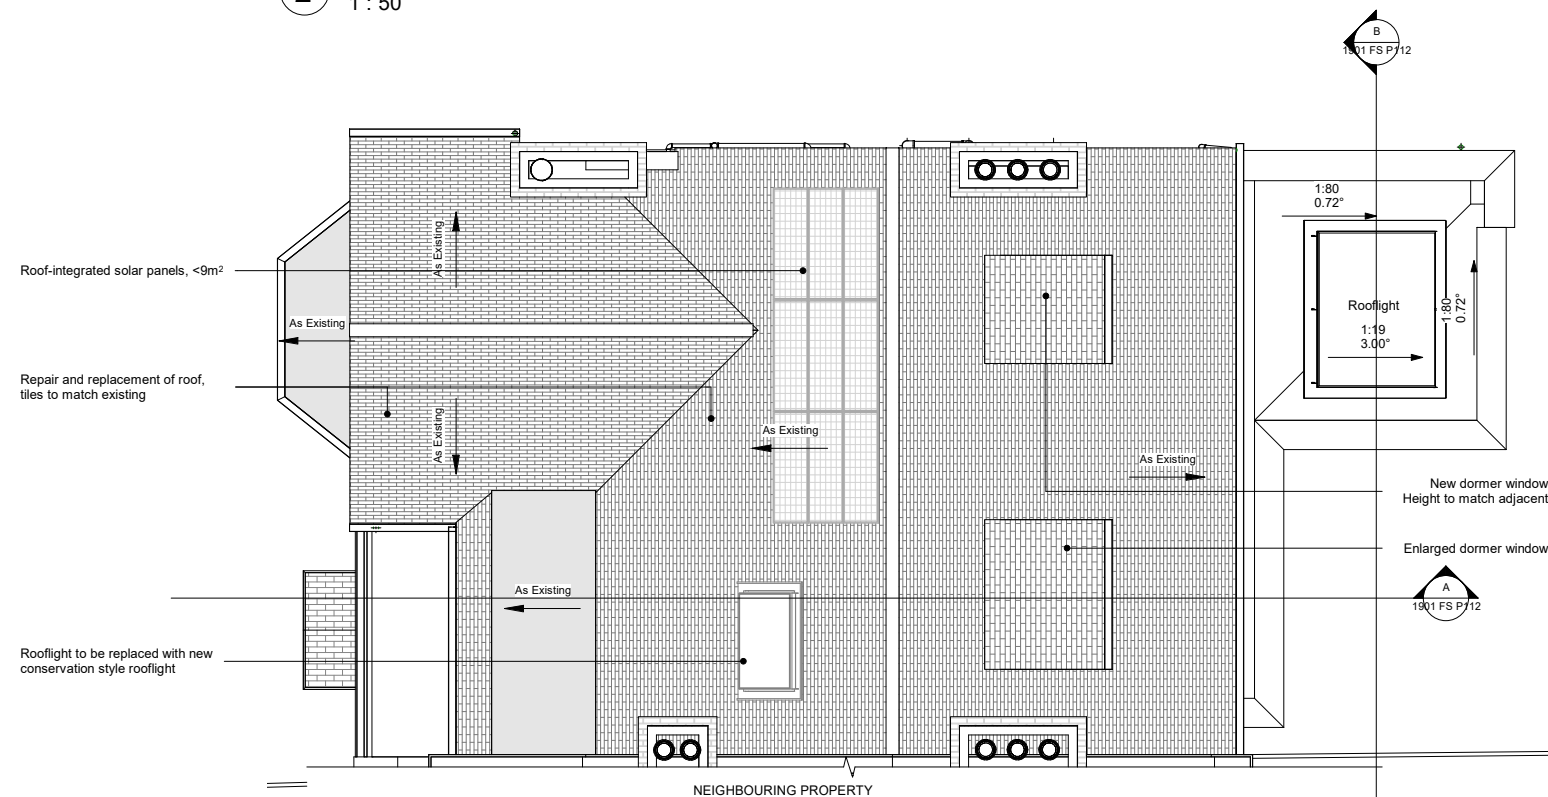 1 : 50
B
1901 FS P112
1:80
0.72°
As Existing
Roof-integrated solar panels, <9m²
1:80
0.72°
Rooflight
As Existing
1:19
3.00°
Repair and replacement of roof,
tiles to match existing
As Existing
As Existing
As Existing
New dormer window
Height to match adjacent
Enlarged dormer window
As Existing
A
1901 FS P112
Rooflight to be replaced with new
conservation style rooflight
NEIGHBOURING PROPERTY